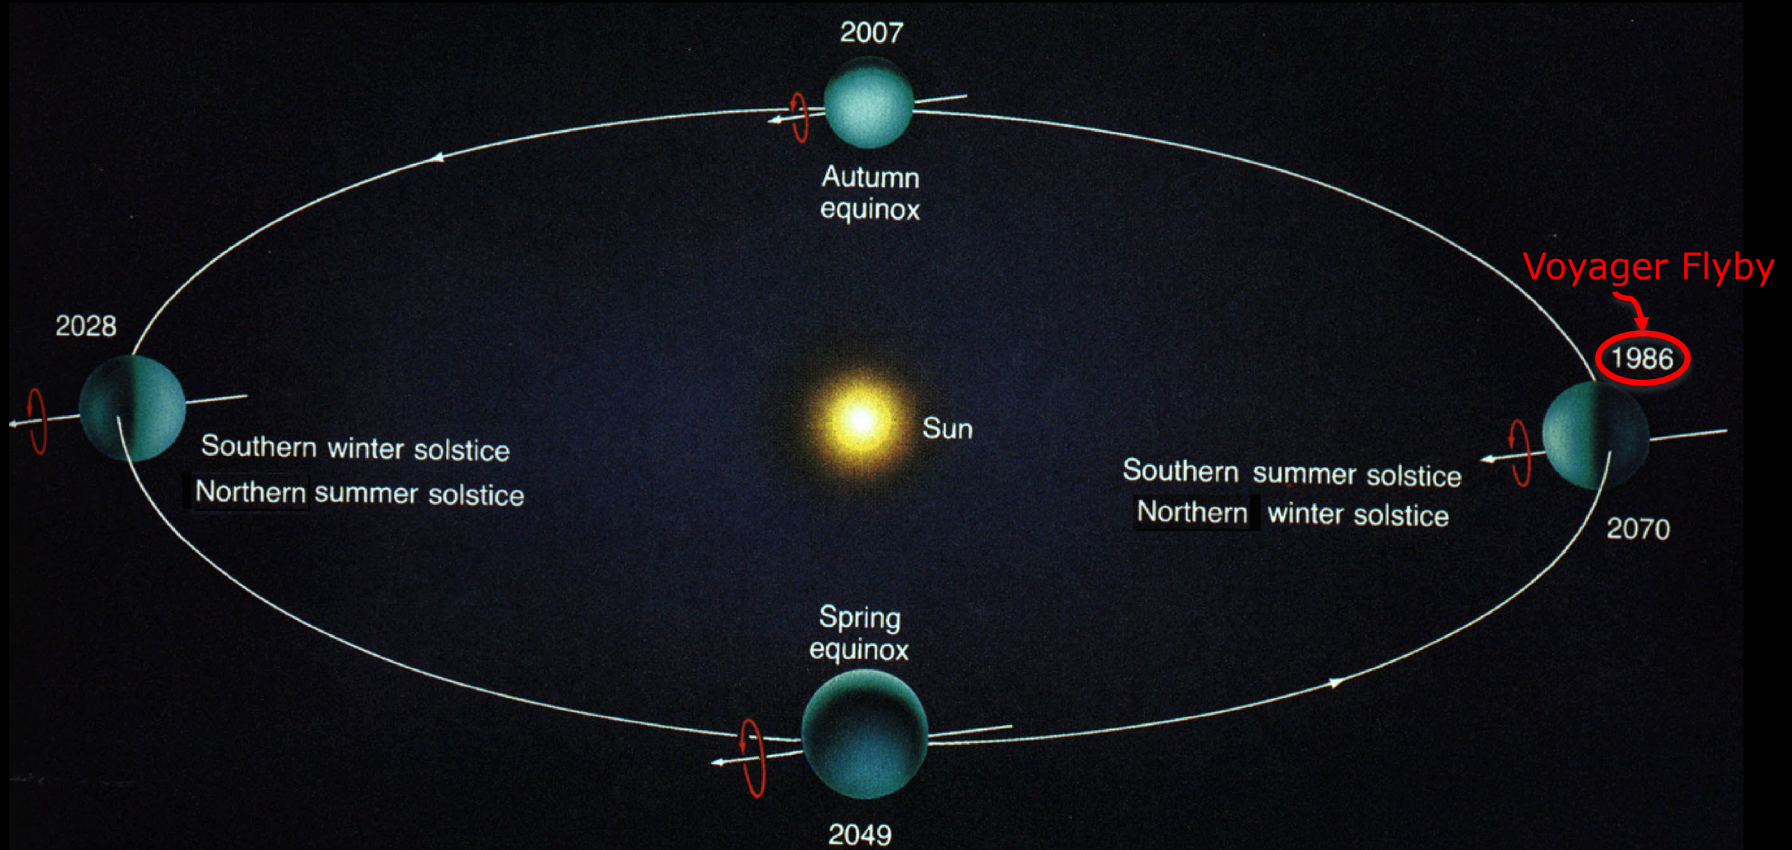 2007
Autumn
equinox
Voyager Flyby
2028
1986
Sun
Southern winter solstice
Northern summer solstice
Southern summer solstice
Northern winter solstice
2070
Spring
equinox
2049